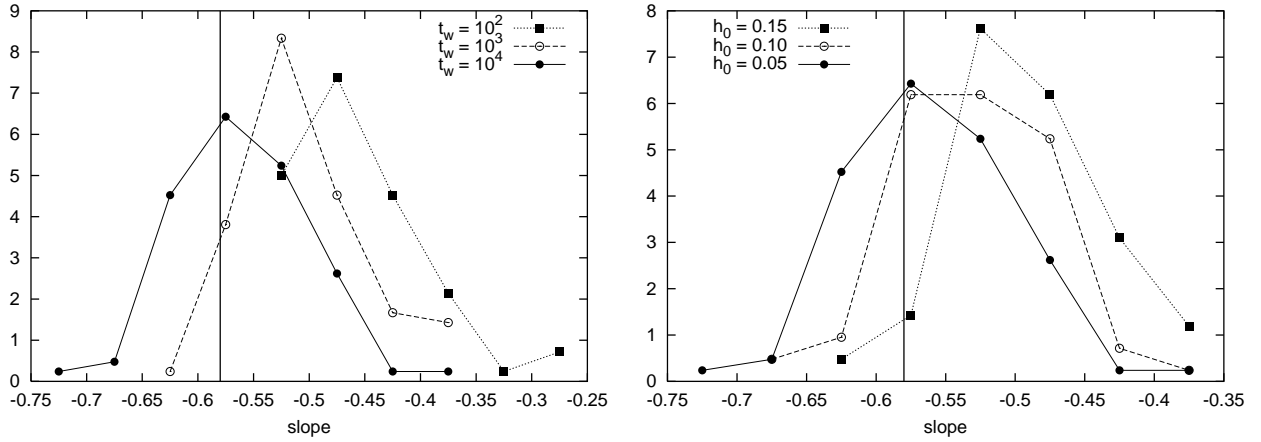 9
8
7
6
5
4
3
2
1
0
-0.75 -0.7 -0.65 -0.6 -0.55 -0.5 -0.45 -0.4 -0.35 -0.3 -0.25
slope
t_w = 10^2
t_w = 10^3
t_w = 10^4
8
7
6
5
4
3
2
1
0
-0.75 -0.7 -0.65 -0.6 -0.55 -0.5 -0.45 -0.4 -0.35
slope
h_0 = 0.15
h_0 = 0.10
h_0 = 0.05